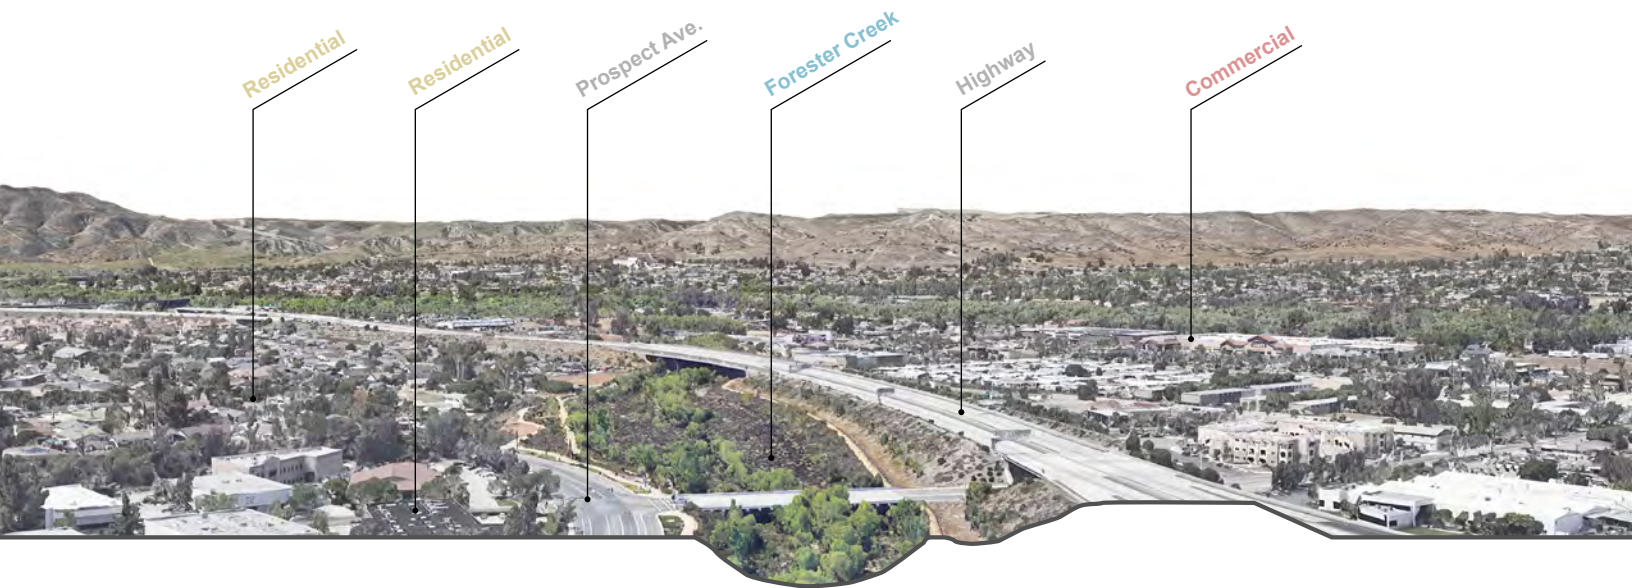 Residential
Residential
Prospect Ave.
Forester Creek
Highway
Commercial